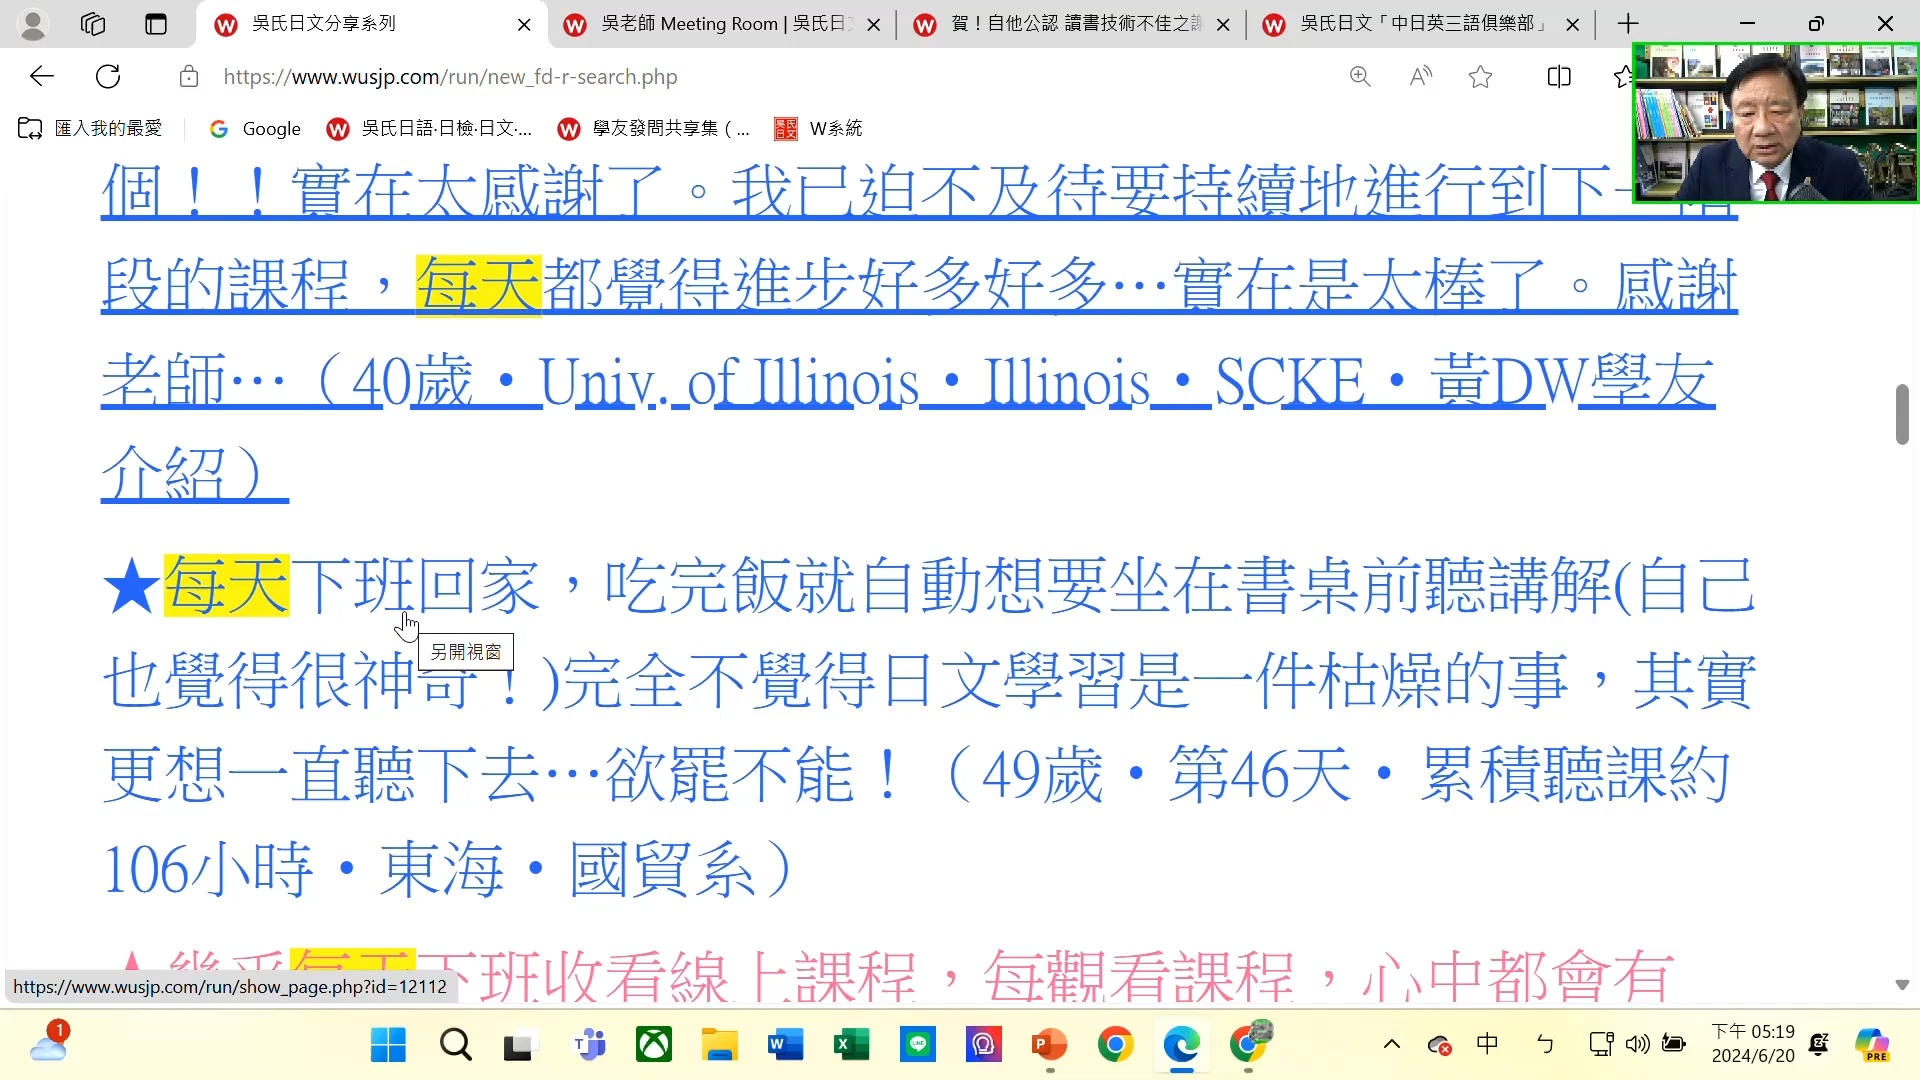 吳氏日文分享系列
吳老師 Meeting Room | 吳氏日
賀！自他公認 讀書技術不佳之
吳氏日文「中日英三語俱樂部」
https://www.wusjp.com/run/new_fd-r-search.php
匯入我的最愛
Google
吳氏日語·日檢·日文·...
學友發問共享集（ ...
W系統
個！！實在太感謝了。我已迫不及待要持續地進行到下一階
段的課程，每天都覺得進步好多好多…實在是太棒了。感謝
老師…（40歲・Univ. of Illinois・Illinois・SCKE・黃DW學友
介紹）
★每天下班回家，吃完飯就自動想要坐在書桌前聽講解(自己
另開視窗
也覺得很神奇！)完全不覺得日文學習是一件枯燥的事，其實
更想一直聽下去…欲罷不能！（49歲・第46天・累積聽課約
106小時・東海・國貿系）
★幾乎每天下班收看線上課程，每觀看課程，心中都會有
https://www.wusjp.com/run/show_page.php?id=12112
1
中
ㄅ
下午 05:19
2024/6/20
PRE